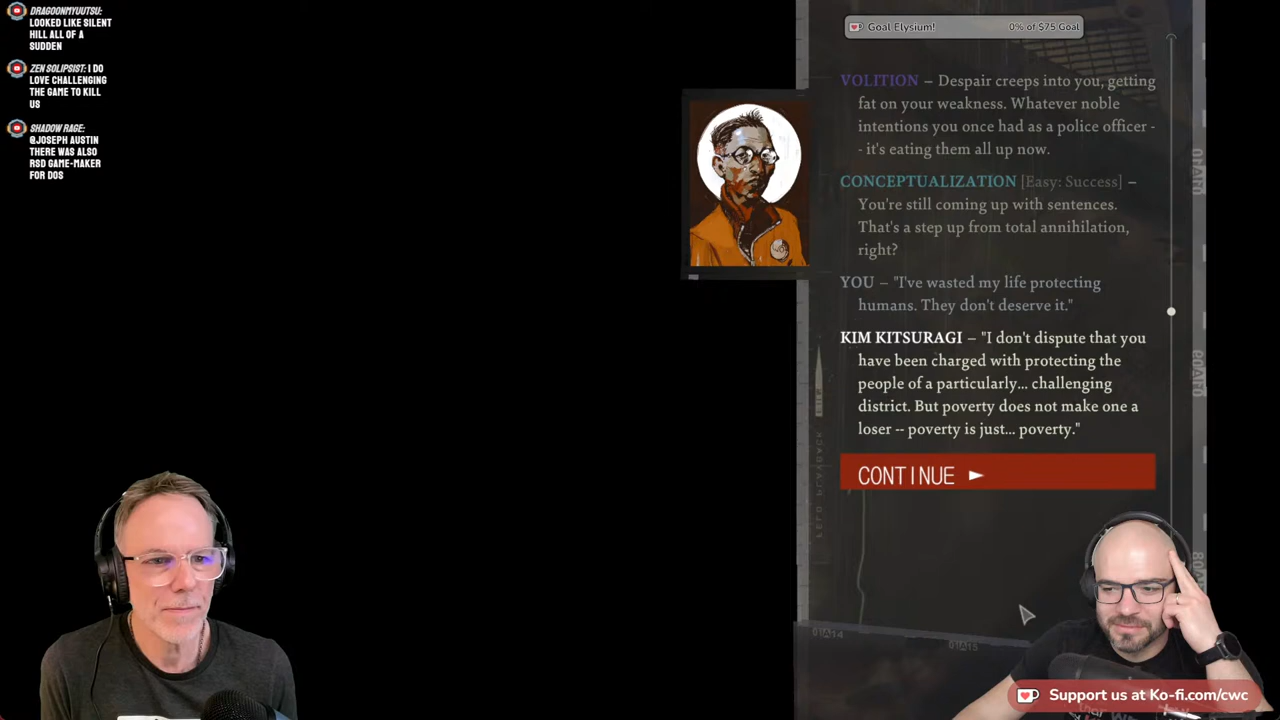 DRAGOONMYUUTSU:
LOOKED LIKE SILENT
HILL ALL OF A
SUDDEN
ZEN SOLIPSIST: I DO
LOVE CHALLENGING
THE GAME TO KILL
US
SHADOW RAGE:
@JOSEPH AUSTIN
THERE WAS ALSO
RSD GAME-MAKER
FOR DOS
Goal Elysium! 0% of $75 Goal
VOLITION – Despair creeps into you, getting
fat on your weakness. Whatever noble
intentions you once had as a police officer -
- it's eating them all up now.
CONCEPTUALIZATION [Easy: Success] –
You're still coming up with sentences.
That's a step up from total annihilation,
right?
YOU – "I've wasted my life protecting
humans. They don't deserve it."
KIM KITSURAGI – "I don't dispute that you
have been charged with protecting the
people of a particularly... challenging
district. But poverty does not make one a
loser -- poverty is just... poverty."
CONTINUE
Support us at Ko-fi.com/cwc